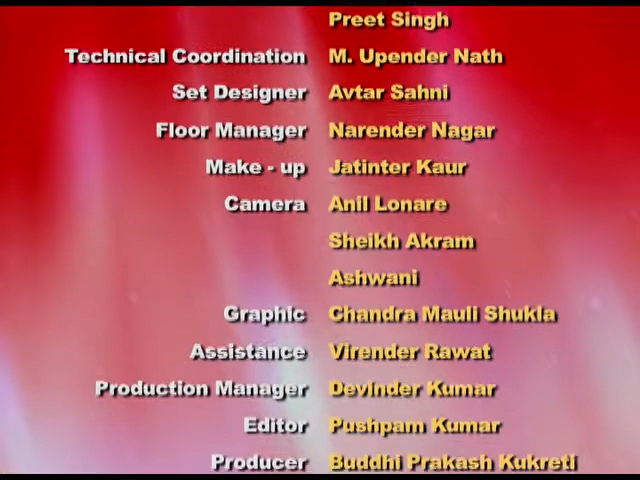 Preet Singh
Technical Coordination M. Upender Nath
Set Designer Avtar Sahni
Floor Manager Narender Nagar
Make - up Jatinter Kaur
Camera Anil Lonare
Sheikh Akram
Ashwani
Graphic Chandra Mauli Shukla
Assistance Virender Rawat
Production Manager Devinder Kumar
Editor Pushpam Kumar
Producer Buddhi Prakash Kukreti